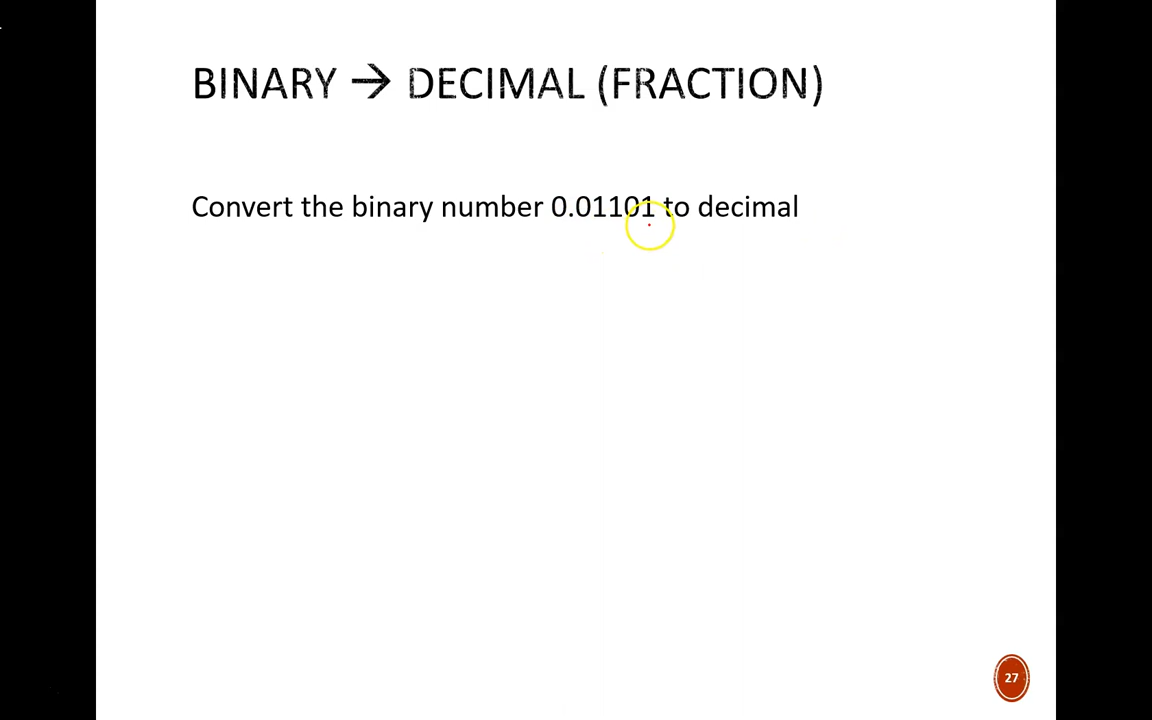 BINARY → DECIMAL (FRACTION)
Convert the binary number 0.01101 to decimal
27